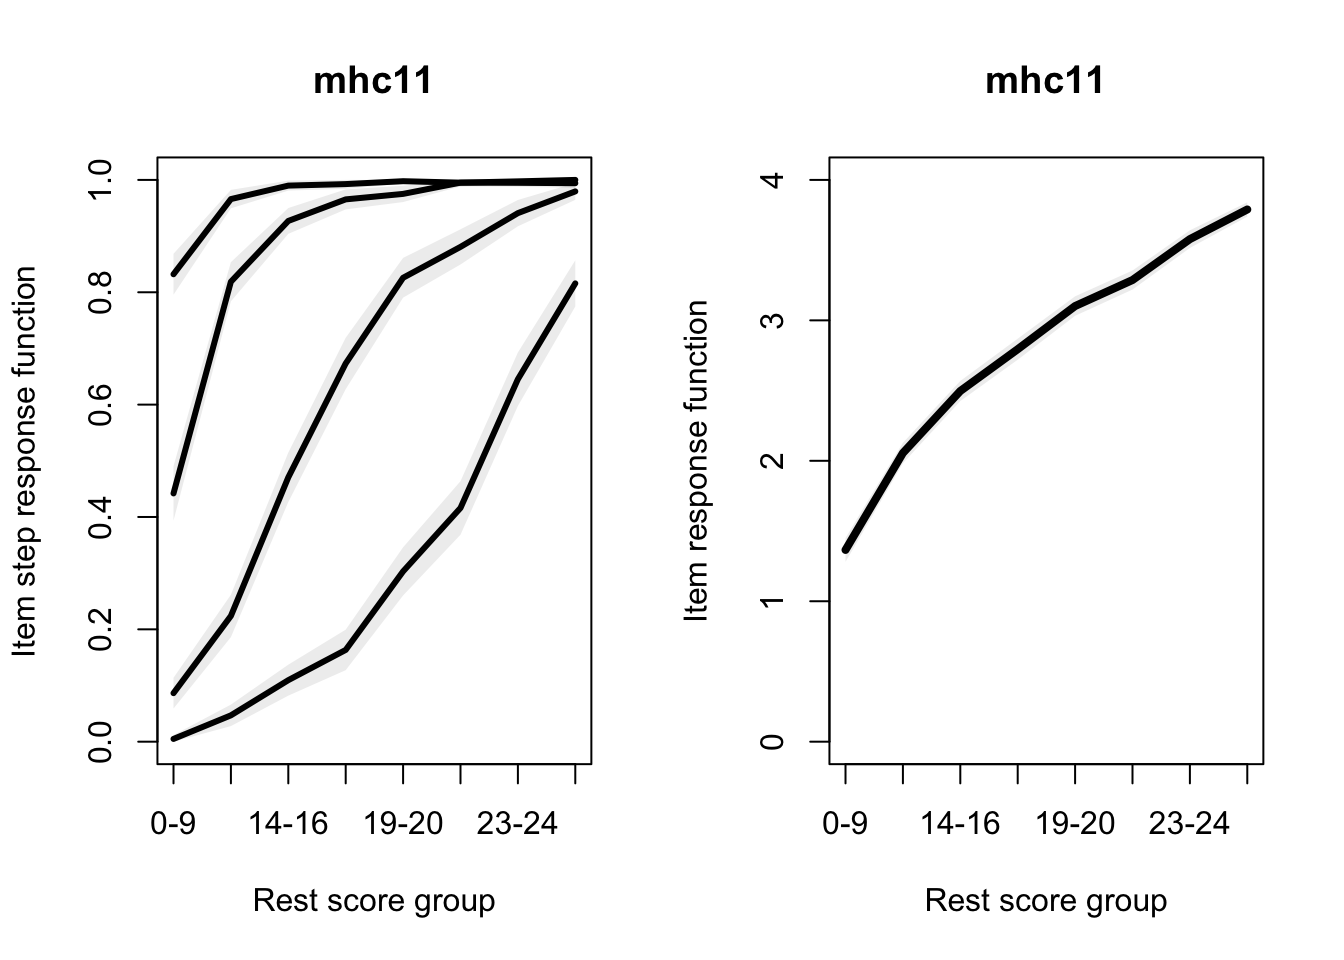 mhc11
Item step response function
1.0
0.8
0.6
0.4
0.2
0.0
0-9 14-16 19-20 23-24
Rest score group
mhc11
Item response function
4
3
2
1
0
0-9 14-16 19-20 23-24
Rest score group